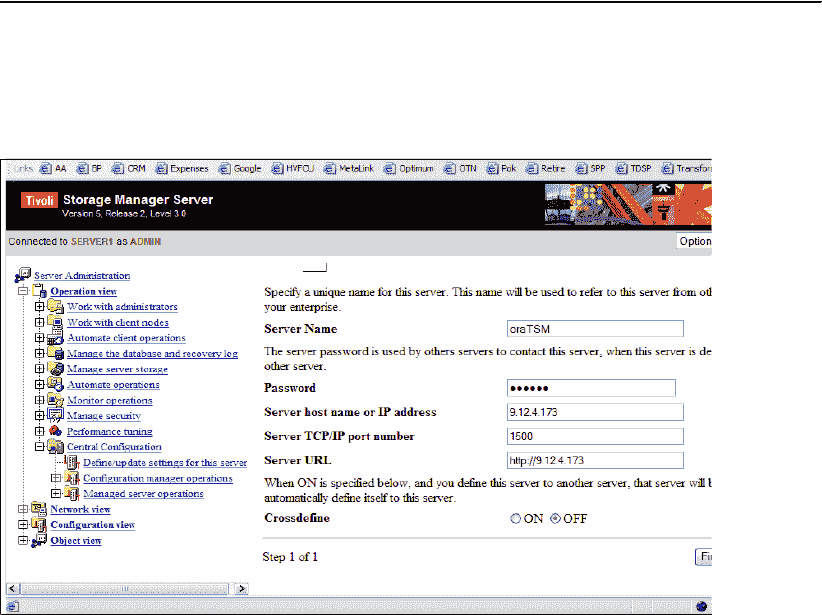 Links AA BP CRM Expenses Google HVFCU MetaLink Optimum OTN Pok Retire SPP TDSP
Tivoli Storage Manager Server
Version 5, Release 2, Level 3.0
Connected to SERVER1 as ADMIN
Option
Server Administration
Operation view
Work with administrators
Work with client nodes
Automate client operations
Manage the database and recovery log
Manage server storage
Automate operations
Monitor operations
Manage security
Performance tuning
Central Configuration
Define/update settings for this server
Configuration manager operations
Managed server operations
Network view
Configuration view
Object view
Specify a unique name for this server. This name will be used to refer to this server from
your enterprise.
Server Name oraTSM
The server password is used by others servers to contact this server, when this server is
other server.
Password ••••••
Server host name or IP address 9.12.4.173
Server TCP/IP port number 1500
Server URL http://9.12.4.173
When ON is specified below, and you define this server to another server, that server will
automatically define itself to this server.
Crossdefine ON OFF
Step 1 of 1